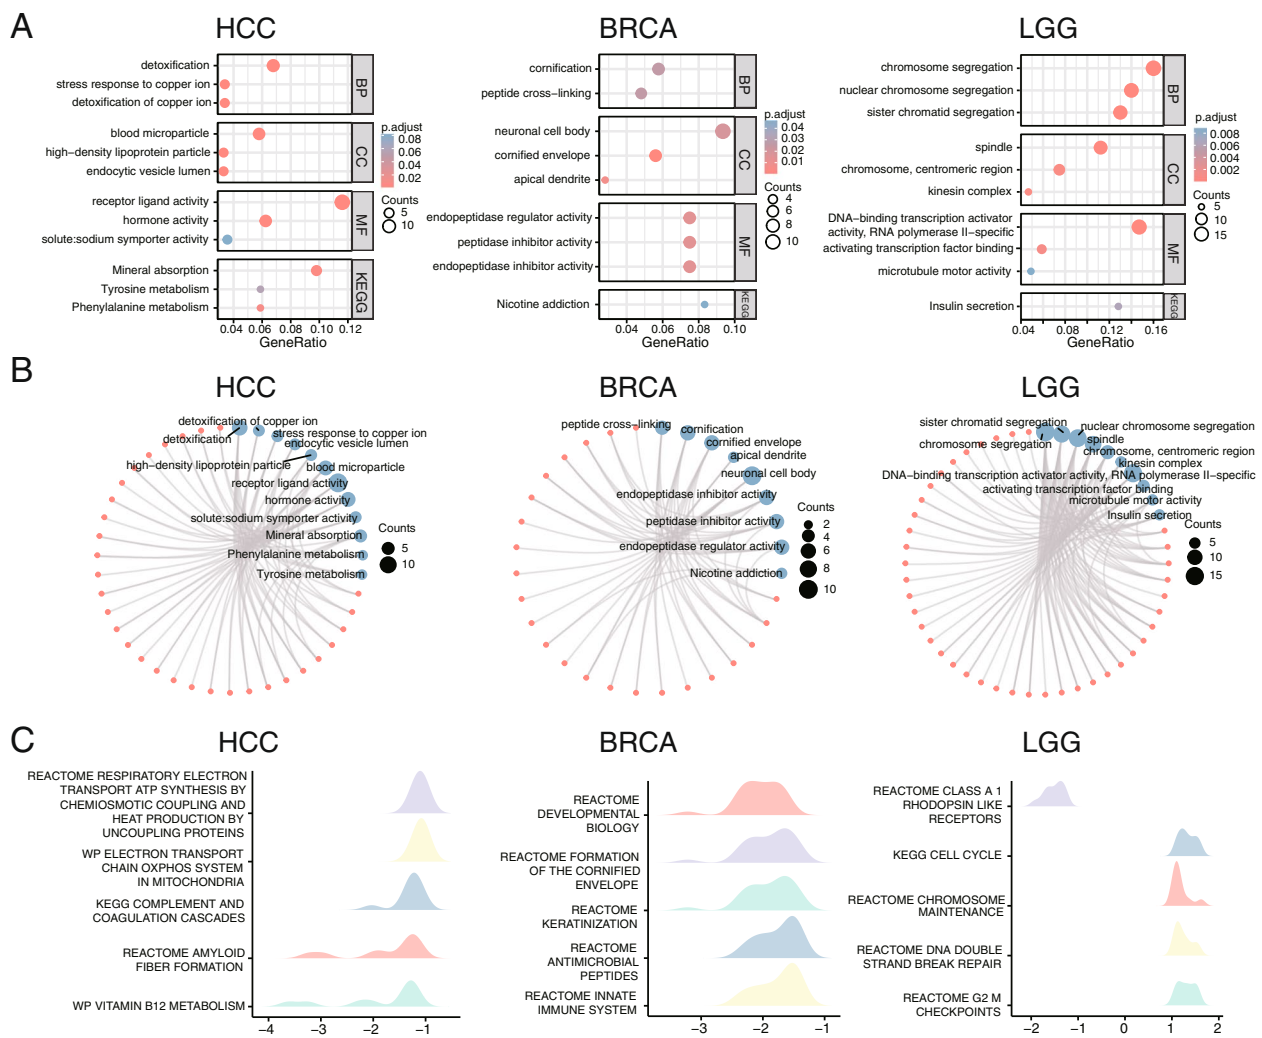 A
HCC
detoxification
stress response to copper ion
detoxification of copper ion
BP
blood microparticle
high−density lipoprotein particle
endocytic vesicle lumen
CC
receptor ligand activity
hormone activity
solute:sodium symporter activity
MF
Mineral absorption
Tyrosine metabolism
Phenylalanine metabolism
KEGG
0.04 0.06 0.08 0.10 0.12
GeneRatio
p.adjust
0.08
0.06
0.04
0.02
Counts
5
10
BRCA
cornification
peptide cross−linking
BP
neuronal cell body
cornified envelope
apical dendrite
CC
endopeptidase regulator activity
peptidase inhibitor activity
endopeptidase inhibitor activity
MF
Nicotine addiction
KEGG
0.04 0.06 0.08 0.10
GeneRatio
p.adjust
0.04
0.03
0.02
0.01
Counts
4
6
8
10
LGG
chromosome segregation
nuclear chromosome segregation
sister chromatid segregation
BP
spindle
chromosome, centromeric region
kinesin complex
CC
DNA−binding transcription activator
activity, RNA polymerase II−specific
activating transcription factor binding
microtubule motor activity
MF
Insulin secretion
KEGG
0.04 0.08 0.12 0.16
GeneRatio
p.adjust
0.008
0.006
0.004
0.002
Counts
5
10
15
B
HCC
detoxification of copper ion
detoxification
stress response to copper ion
endocytic vesicle lumen
high−density lipoprotein particle
blood microparticle
receptor ligand activity
hormone activity
solute:sodium symporter activity
Mineral absorption
Phenylalanine metabolism
Tyrosine metabolism
Counts
5
10
BRCA
peptide cross−linking
cornification
cornified envelope
apical dendrite
neuronal cell body
endopeptidase inhibitor activity
peptidase inhibitor activity
endopeptidase regulator activity
Nicotine addiction
Counts
2
4
6
8
10
LGG
sister chromatid segregation
nuclear chromosome segregation
chromosome segregation
spindle
chromosome, centromeric region
kinesin complex
DNA−binding transcription activator activity, RNA polymerase II−specific
activating transcription factor binding
microtubule motor activity
Insulin secretion
Counts
5
10
15
C
HCC
REACTOME RESPIRATORY ELECTRON
TRANSPORT ATP SYNTHESIS BY
CHEMIOSMOTIC COUPLING AND
HEAT PRODUCTION BY
UNCOUPLING PROTEINS
WP ELECTRON TRANSPORT
CHAIN OXPHOS SYSTEM
IN MITOCHONDRIA
KEGG COMPLEMENT AND
COAGULATION CASCADES
REACTOME AMYLOID
FIBER FORMATION
WP VITAMIN B12 METABOLISM
−4 −3 −2 −1
BRCA
REACTOME
DEVELOPMENTAL
BIOLOGY
REACTOME FORMATION
OF THE CORNIFIED
ENVELOPE
REACTOME
KERATINIZATION
REACTOME
ANTIMICROBIAL
PEPTIDES
REACTOME INNATE
IMMUNE SYSTEM
−3 −2 −1
LGG
REACTOME CLASS A 1
RHODOPSIN LIKE
RECEPTORS
KEGG CELL CYCLE
REACTOME CHROMOSOME
MAINTENANCE
REACTOME DNA DOUBLE
STRAND BREAK REPAIR
REACTOME G2 M
CHECKPOINTS
−2 −1 0 1 2